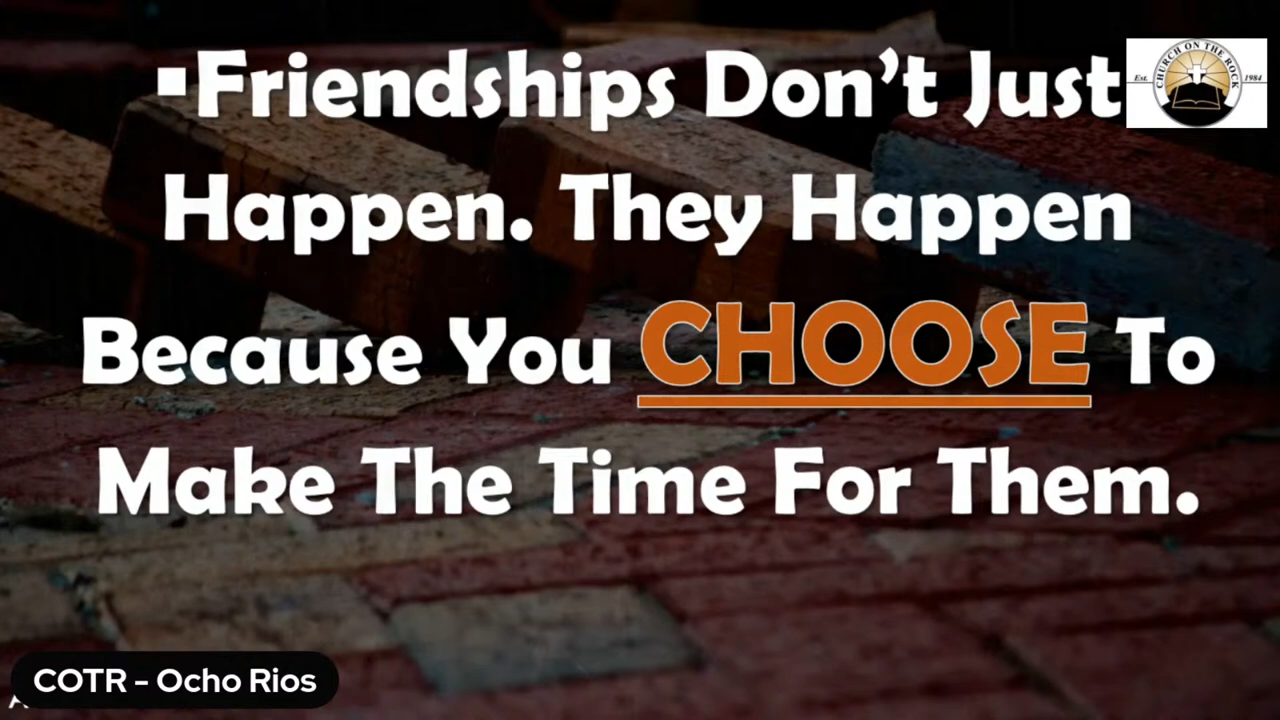 ▪Friendships Don’t Just
Happen. They Happen
Because You CHOOSE To
Make The Time For Them.
CHURCH ON THE ROCK
Est. 1984
COTR - Ocho Rios